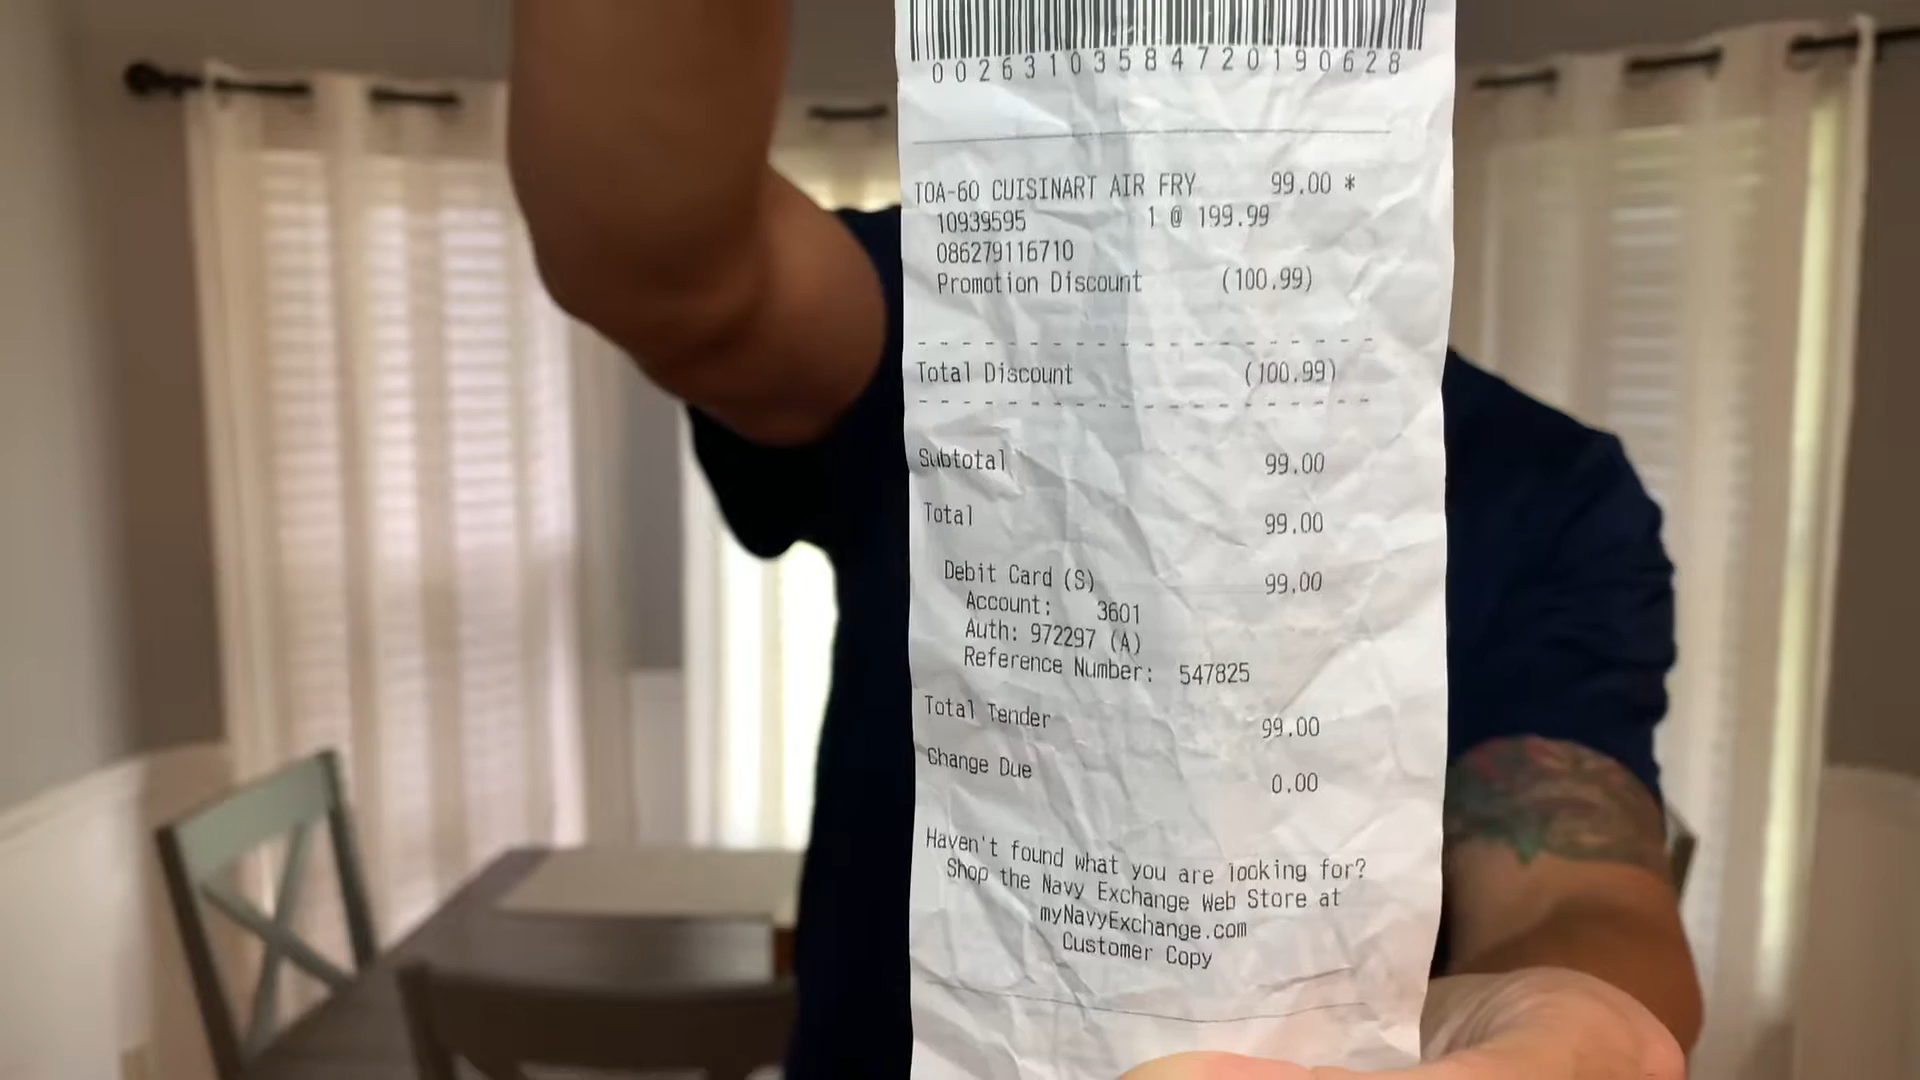 00263103584720190628
TOA-60 CUISINART AIR FRY 99.00 *
10939595 1 @ 199.99
086279116710
Promotion Discount (100.99)
Total Discount (100.99)
Subtotal 99.00
Total 99.00
Debit Card (S) 99.00
Account: 3601
Auth: 972297 (A)
Reference Number: 547825
Total Tender 99.00
Change Due 0.00
Haven't found what you are looking for?
Shop the Navy Exchange Web Store at
myNavyExchange.com
Customer Copy